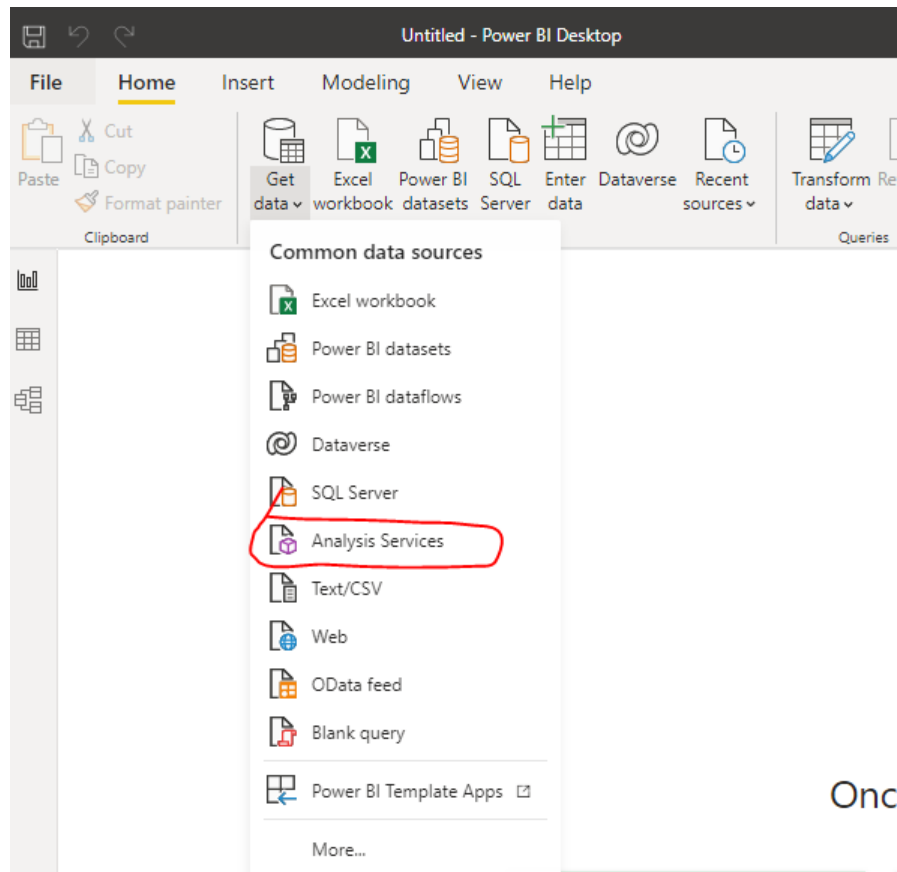 Untitled - Power BI Desktop
File Home Insert Modeling View Help
Cut
Copy
Format painter
Paste
Clipboard
Get data
Excel workbook
Power BI datasets
SQL Server
Enter data
Dataverse
Recent sources
Transform data
Re
Queries
Common data sources
Excel workbook
Power BI datasets
Power BI dataflows
Dataverse
SQL Server
Analysis Services
Text/CSV
Web
OData feed
Blank query
Power BI Template Apps
More...
Onc